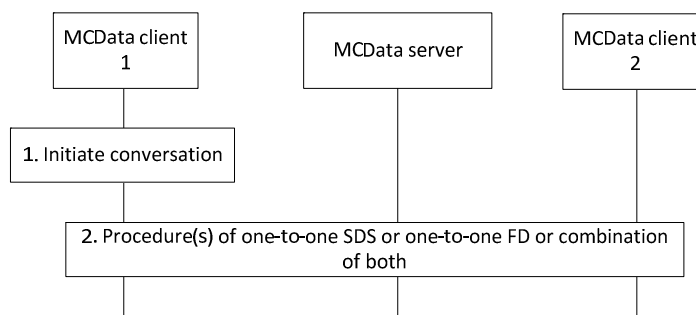 MCData client
1
MCData server
MCData client
2
1. Initiate conversation
2. Procedure(s) of one-to-one SDS or one-to-one FD or combination
of both